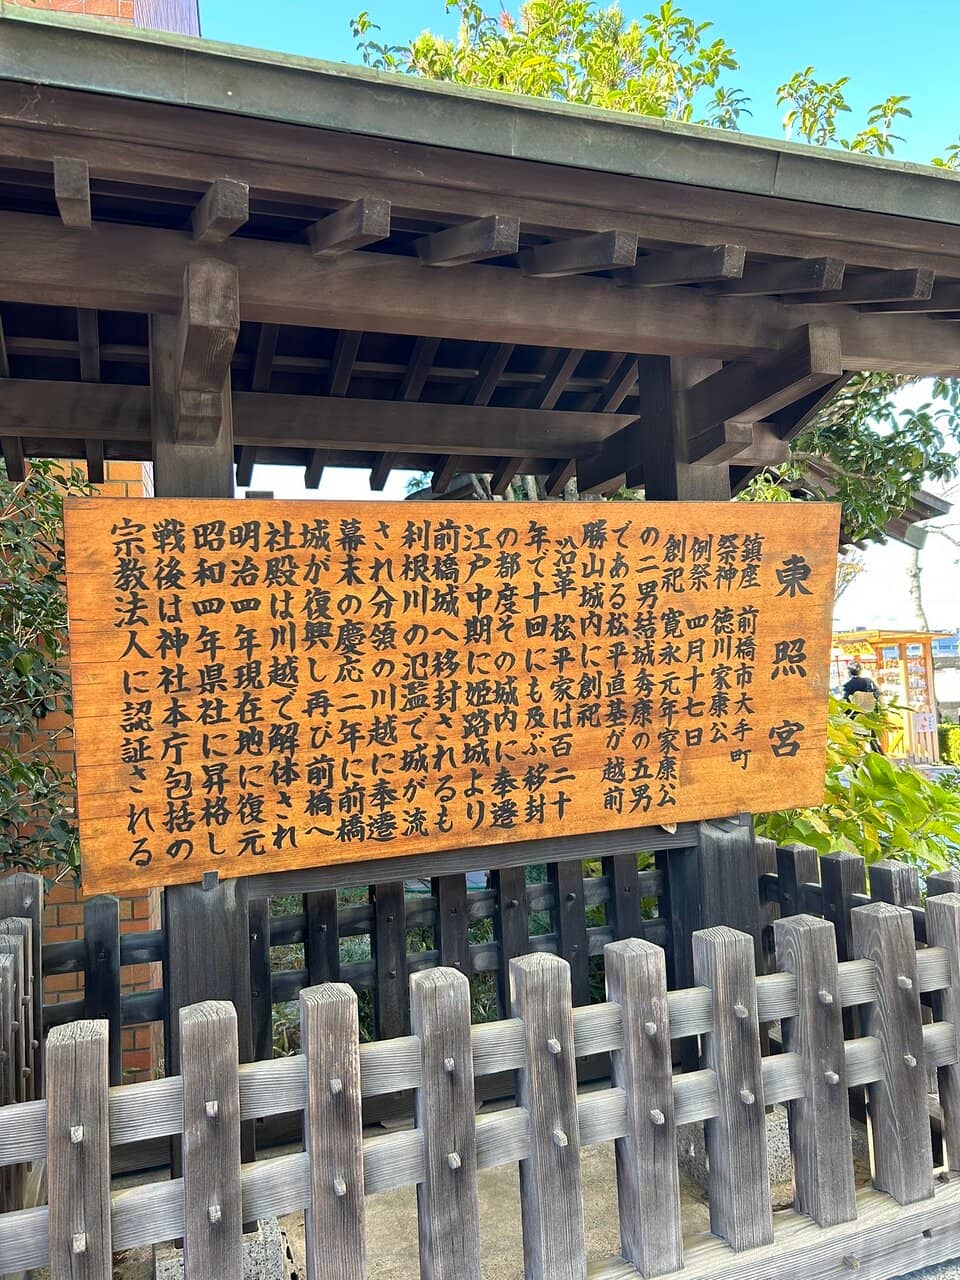 東照宮
鎮座 前橋市大手町
祭神 徳川家康公
例祭 四月十七日
創祀 寛永元年家康公
の二男結城秀康の五男
である松平直基が越前
勝山城内に創祀
沿革 松平家は百二十
年で十回にも及ぶ移封
の都度その城内に奉遷
江戸中期に姫路城より
前橋城へ移封されるも
利根川の氾濫で城が流
され分領の川越に奉遷
幕末の慶応二年に前橋
城が復興し再び前橋へ
社殿は川越で解体され
明治四年現在地に復元
昭和四年県社に昇格し
戦後は神社本庁包括の
宗教法人に認証される